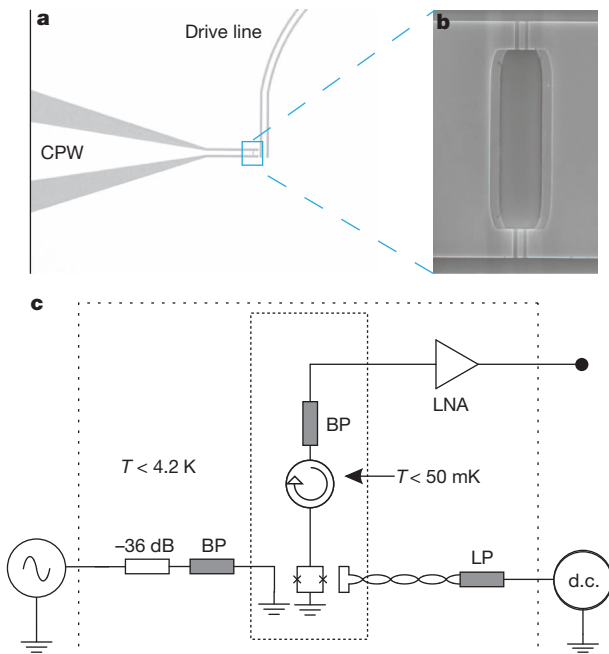 a
Drive line
CPW
b
c
LNA
BP
T < 4.2 K
T < 50 mK
–36 dB
BP
LP
d.c.